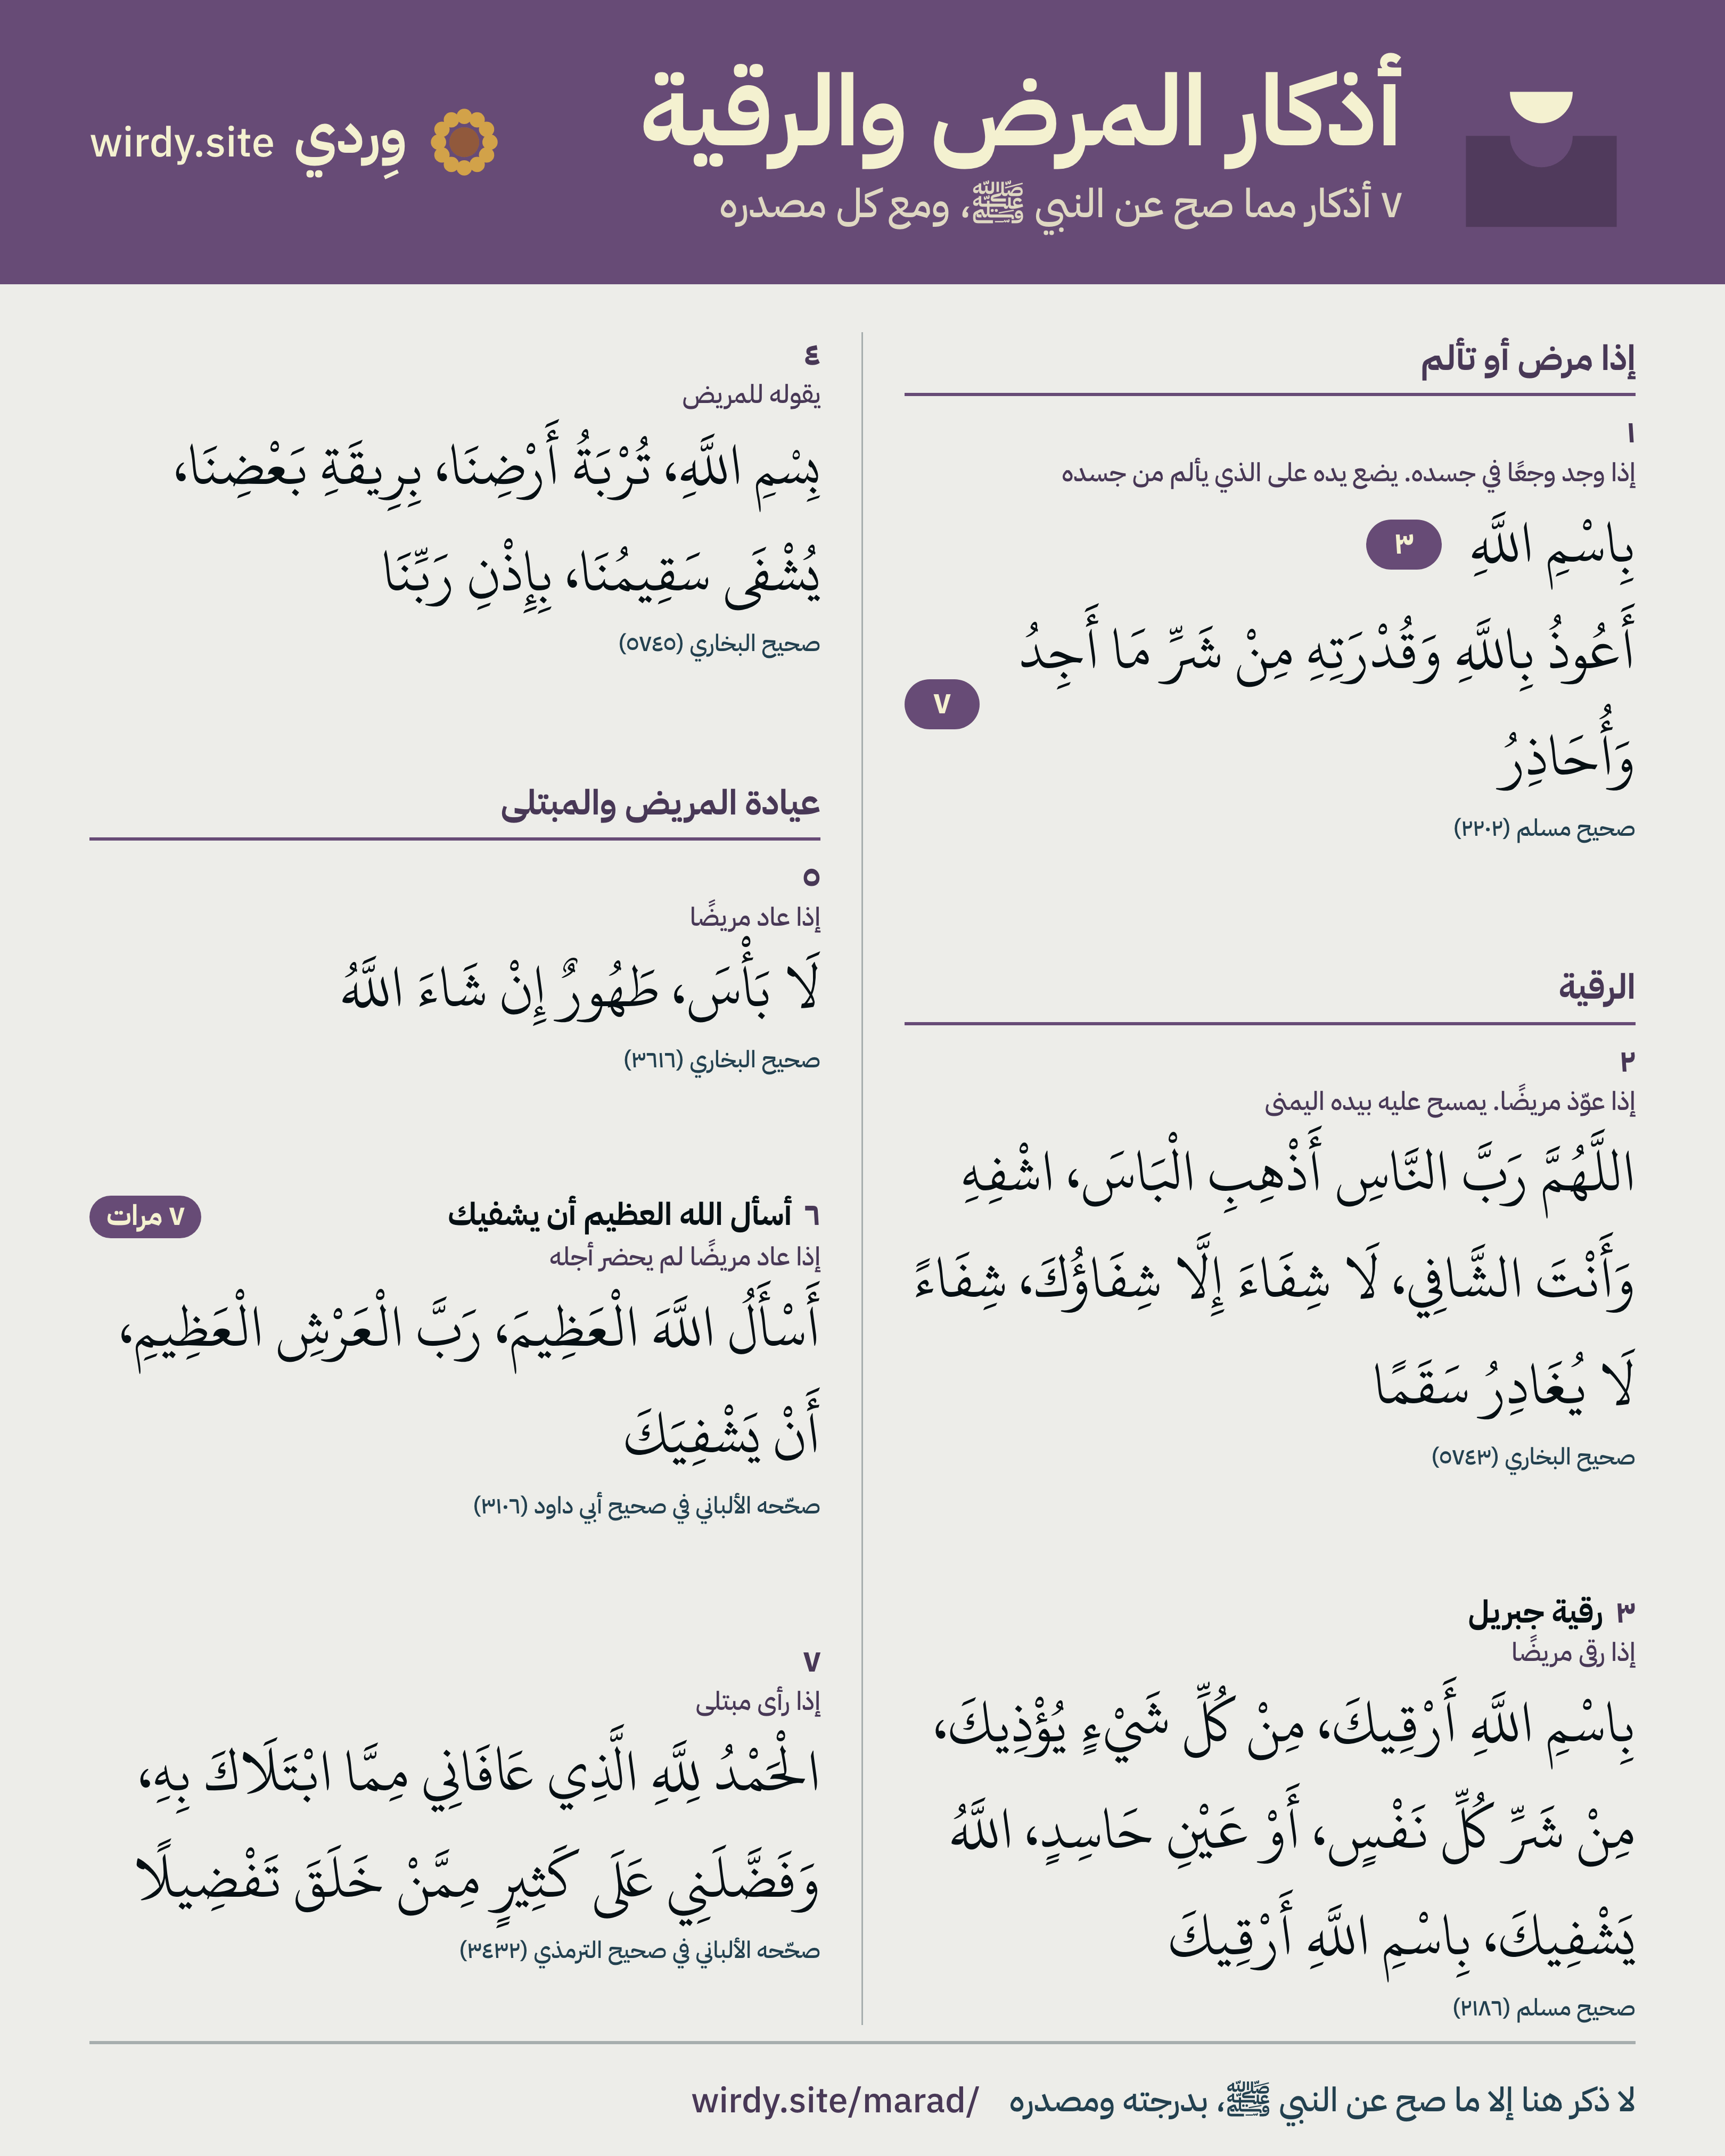 أذكار المرض والرقية
٧ أذكار مما صح عن النبي ﷺ، ومع كل مصدره
وِردي wirdy.site
إذا مرض أو تألم
١
إذا وجد وجعًا في جسده. يضع يده على الذي يألم من جسده
بِاسْمِ اللَّهِ ٣
أَعُوذُ بِاللَّهِ وَقُدْرَتِهِ مِنْ شَرِّ مَا أَجِدُ
٧
وَأُحَاذِرُ
صحيح مسلم (٢٢٠٢)
الرقية
٢
إذا عوّذ مريضًا. يمسح عليه بيده اليمنى
اللَّهُمَّ رَبَّ النَّاسِ أَذْهِبِ الْبَاسَ، اشْفِهِ
وَأَنْتَ الشَّافِي، لَا شِفَاءَ إِلَّا شِفَاؤُكَ، شِفَاءً
لَا يُغَادِرُ سَقَمًا
صحيح البخاري (٥٧٤٣)
٣ رقية جبريل
إذا رقى مريضًا
بِاسْمِ اللَّهِ أَرْقِيكَ، مِنْ كُلِّ شَيْءٍ يُؤْذِيكَ،
مِنْ شَرِّ كُلِّ نَفْسٍ، أَوْ عَيْنِ حَاسِدٍ، اللَّهُ
يَشْفِيكَ، بِاسْمِ اللَّهِ أَرْقِيكَ
صحيح مسلم (٢١٨٦)
٤
يقوله للمريض
بِسْمِ اللَّهِ، تُرْبَةُ أَرْضِنَا، بِرِيقَةِ بَعْضِنَا،
يُشْفَى سَقِيمُنَا، بِإِذْنِ رَبِّنَا
صحيح البخاري (٥٧٤٥)
عيادة المريض والمبتلى
٥
إذا عاد مريضًا
لَا بَأْسَ، طَهُورٌ إِنْ شَاءَ اللَّهُ
صحيح البخاري (٣٦١٦)
٦ أسأل الله العظيم أن يشفيك ٧ مرات
إذا عاد مريضًا لم يحضر أجله
أَسْأَلُ اللَّهَ الْعَظِيمَ، رَبَّ الْعَرْشِ الْعَظِيمِ،
أَنْ يَشْفِيَكَ
صحّحه الألباني في صحيح أبي داود (٣١٠٦)
٧
إذا رأى مبتلى
الْحَمْدُ لِلَّهِ الَّذِي عَافَانِي مِمَّا ابْتَلَاكَ بِهِ،
وَفَضَّلَنِي عَلَى كَثِيرٍ مِمَّنْ خَلَقَ تَفْضِيلًا
صحّحه الألباني في صحيح الترمذي (٣٤٣٢)
لا ذكر هنا إلا ما صح عن النبي ﷺ، بدرجته ومصدره wirdy.site/marad/